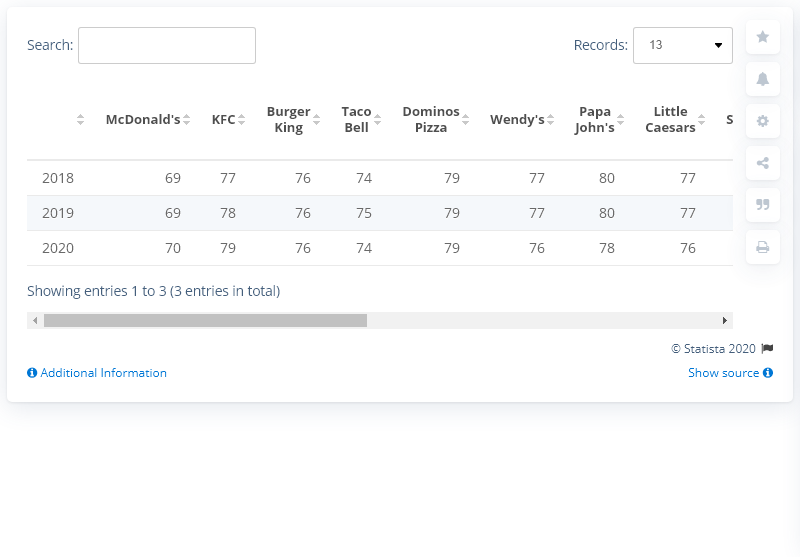 Search:
Records: 13
McDonald's KFC Burger King Taco Bell Dominos Pizza Wendy's Papa John's Little Caesars S
2018 69 77 76 74 79 77 80 77
2019 69 78 76 75 79 77 80 77
2020 70 79 76 74 79 76 78 76
Showing entries 1 to 3 (3 entries in total)
© Statista 2020
Additional Information
Show source